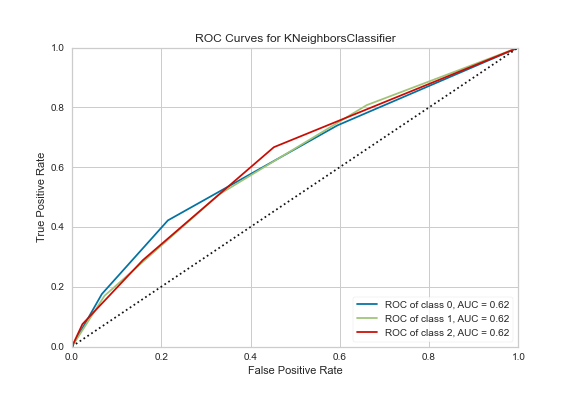 ROC Curves for KNeighborsClassifier
True Positive Rate
1.0
0.8
0.6
0.4
0.2
0.0
ROC of class 0, AUC = 0.62
ROC of class 1, AUC = 0.62
ROC of class 2, AUC = 0.62
0.0 0.2 0.4 0.6 0.8 1.0
False Positive Rate